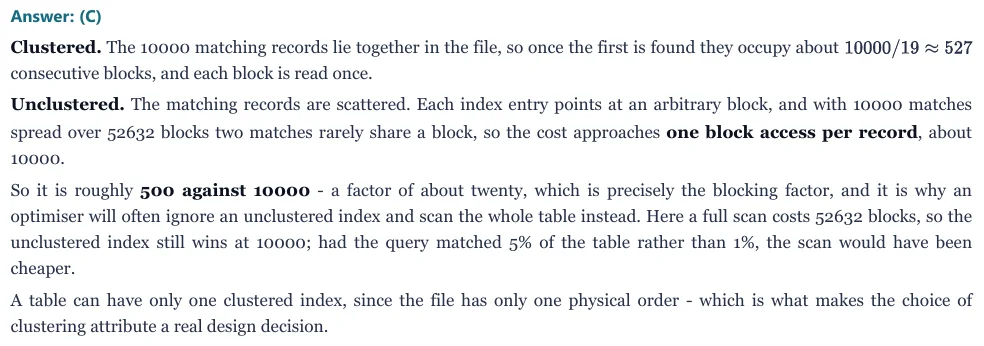 Answer: (C)
Clustered. The 10000 matching records lie together in the file, so once the first is found they occupy about 10000/19 ≈ 527
consecutive blocks, and each block is read once.
Unclustered. The matching records are scattered. Each index entry points at an arbitrary block, and with 10000 matches
spread over 52632 blocks two matches rarely share a block, so the cost approaches one block access per record, about
10000.
So it is roughly 500 against 10000 - a factor of about twenty, which is precisely the blocking factor, and it is why an
optimiser will often ignore an unclustered index and scan the whole table instead. Here a full scan costs 52632 blocks, so the
unclustered index still wins at 10000; had the query matched 5% of the table rather than 1%, the scan would have been
cheaper.
A table can have only one clustered index, since the file has only one physical order - which is what makes the choice of
clustering attribute a real design decision.